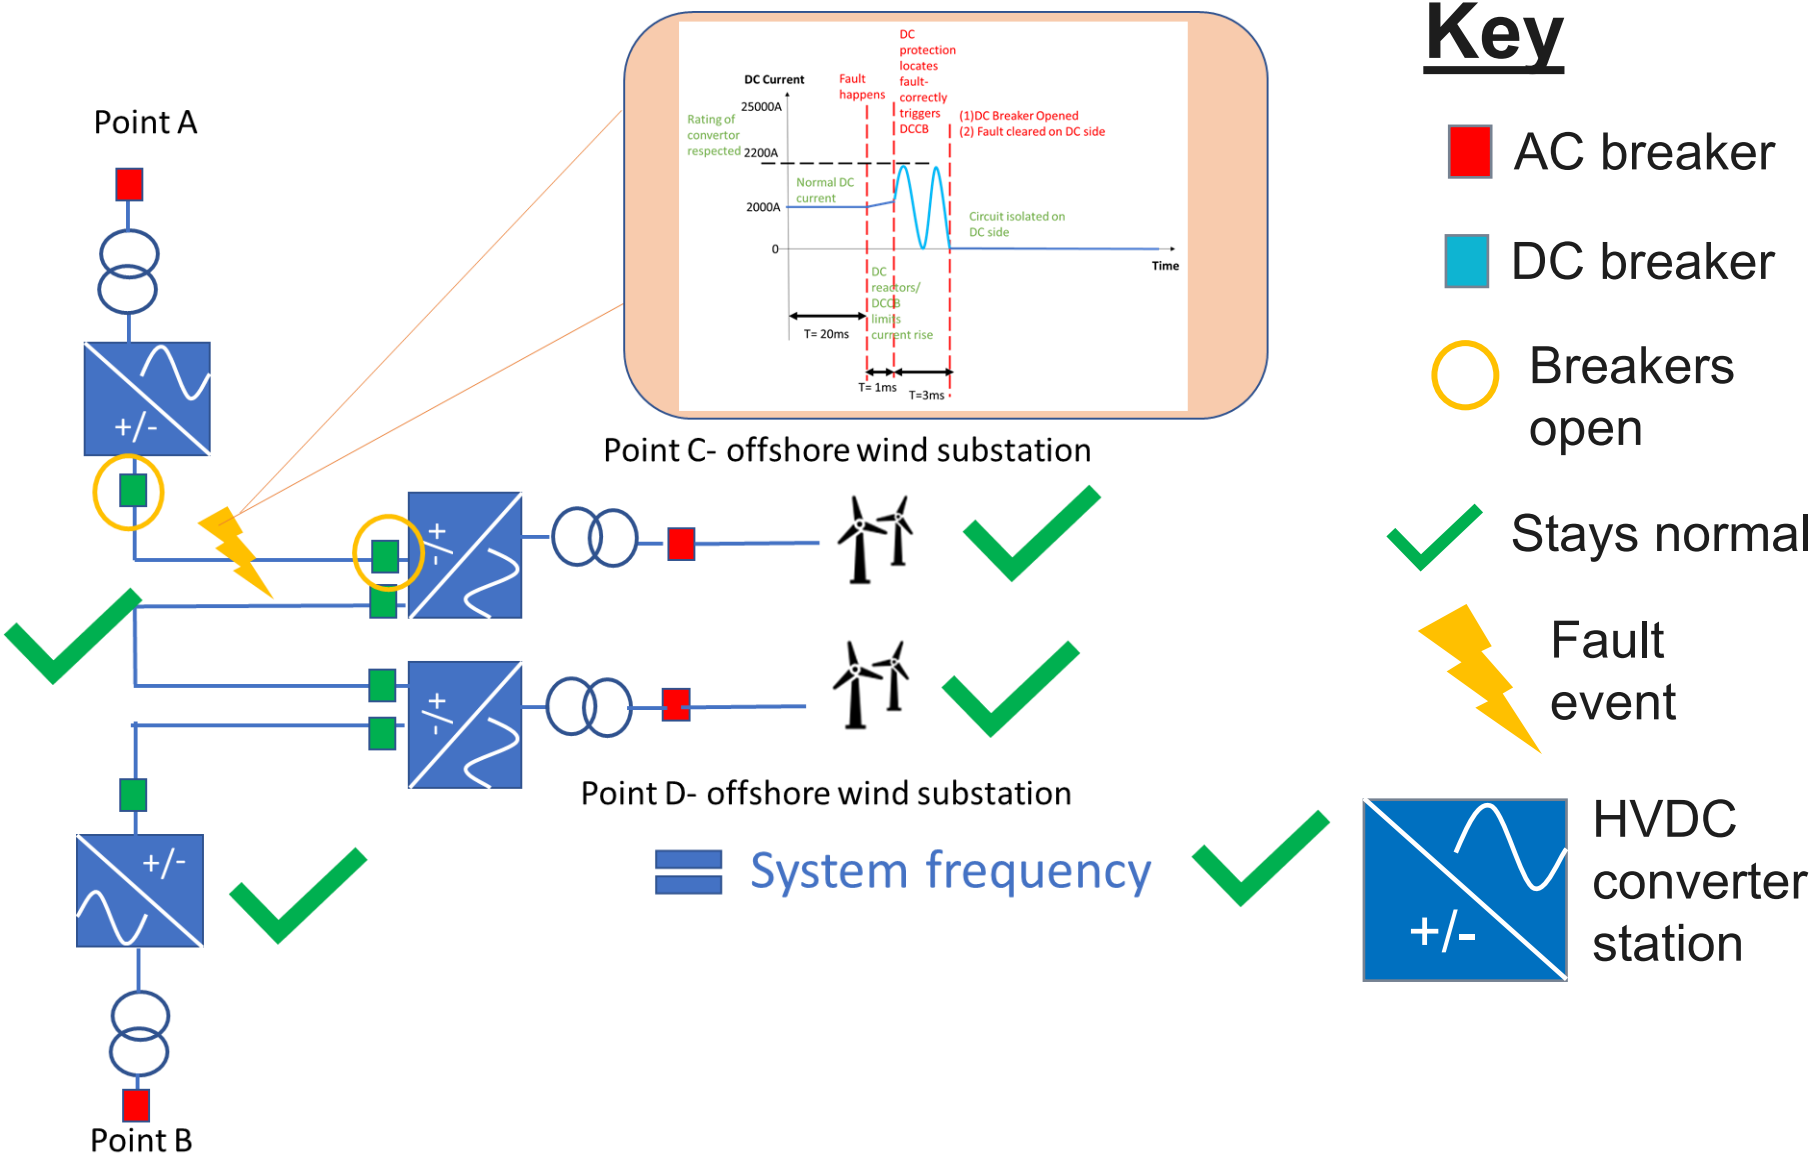 Key
AC breaker
DC breaker
Breakers
open
Stays normal
Fault
event
HVDC
converter
station
+/-
Point A
+/-
DC Current
25000A
Rating of
convertor
respected
2200A
Normal DC
current
2000A
0
Fault
happens
DC
protection
locates
fault-
correctly
triggers
DCCB
(1)DC Breaker Opened
(2) Fault cleared on DC side
Circuit isolated on
DC side
Time
DC
reactors/
DCCB
limits
current rise
T= 20ms
T= 1ms
T=3ms
Point C- offshore wind substation
+/-
+/-
Point D- offshore wind substation
System frequency
+/-
Point B